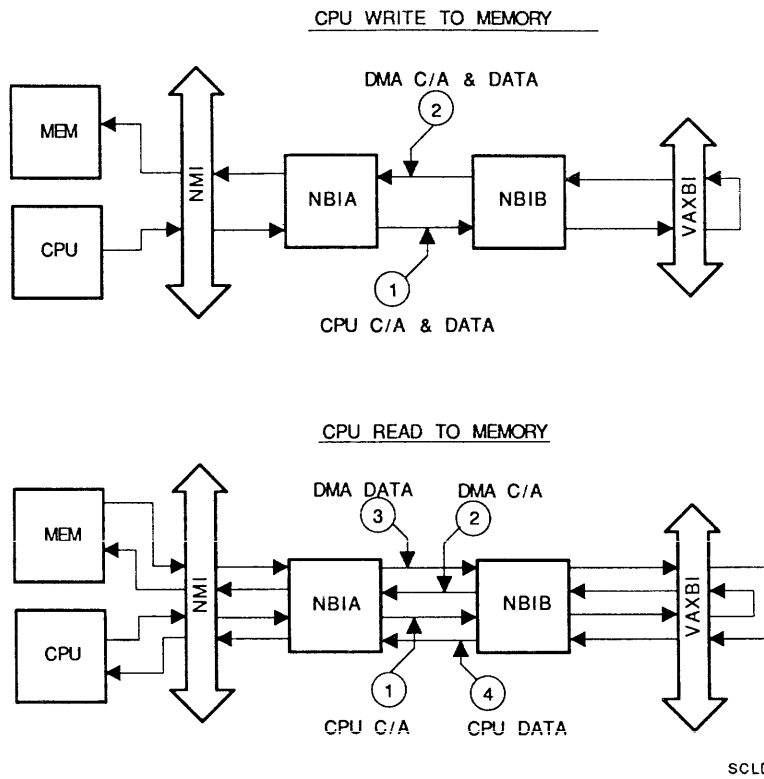 CPU WRITE TO MEMORY
DMA C/A & DATA
2
MEM
NMI
NBIA
NBIB
VAXBI
CPU
1
CPU C/A & DATA
CPU READ TO MEMORY
DMA DATA DMA C/A
3 2
MEM
NMI
NBIA
NBIB
VAXBI
CPU
1 4
CPU C/A CPU DATA
SCLD